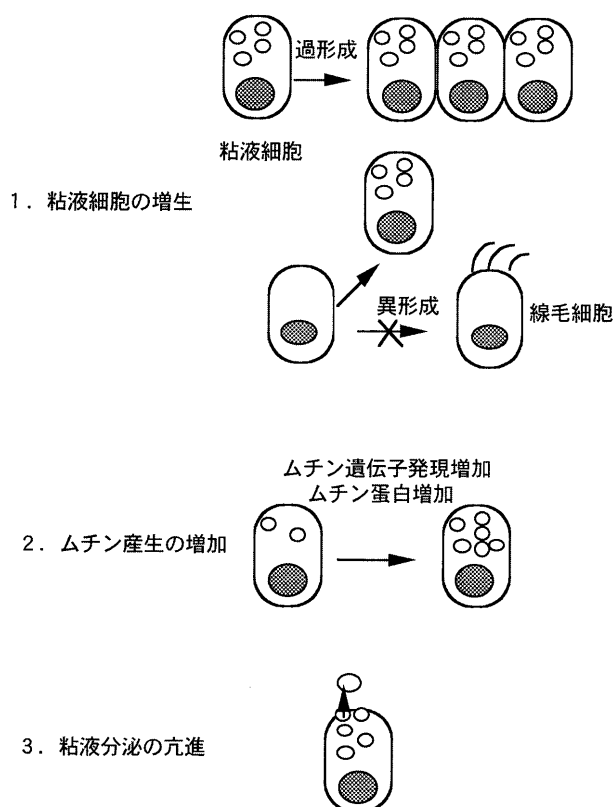 過形成
粘液細胞
1．粘液細胞の増生
異形成
線毛細胞
ムチン遺伝子発現増加
ムチン蛋白増加
2．ムチン産生の増加
3．粘液分泌の亢進